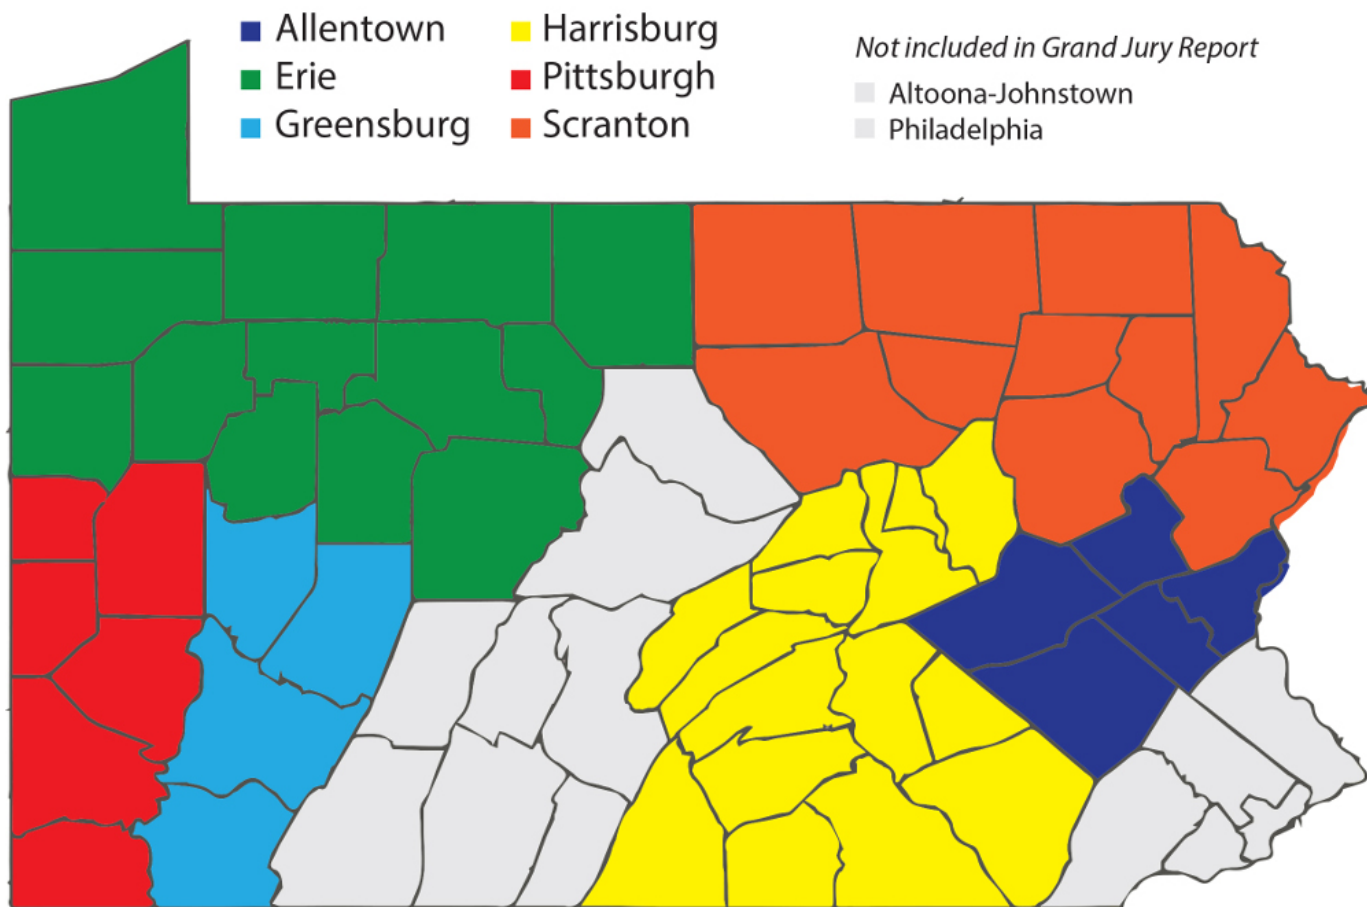 Allentown
Erie
Greensburg
Harrisburg
Pittsburgh
Scranton
Not included in Grand Jury Report
Altoona-Johnstown
Philadelphia